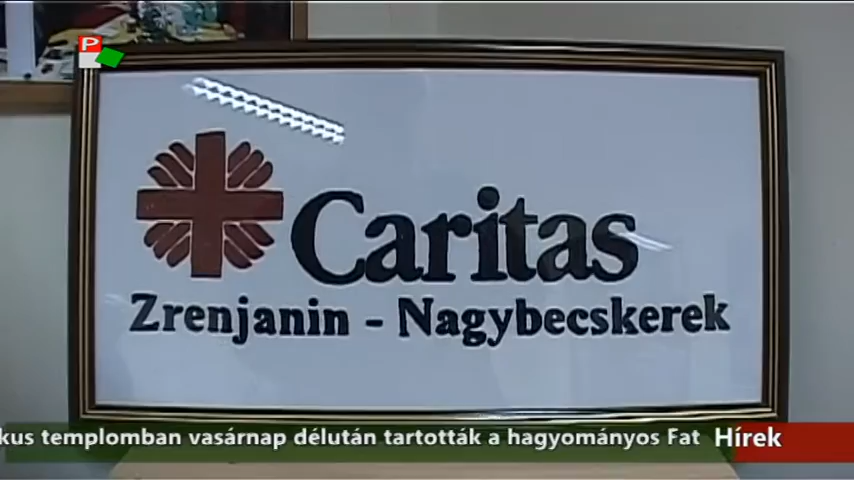 P
Caritas
Zrenjanin - Nagybecskerek
kus templomban vasárnap délután tartották a hagyományos Fat
Hírek